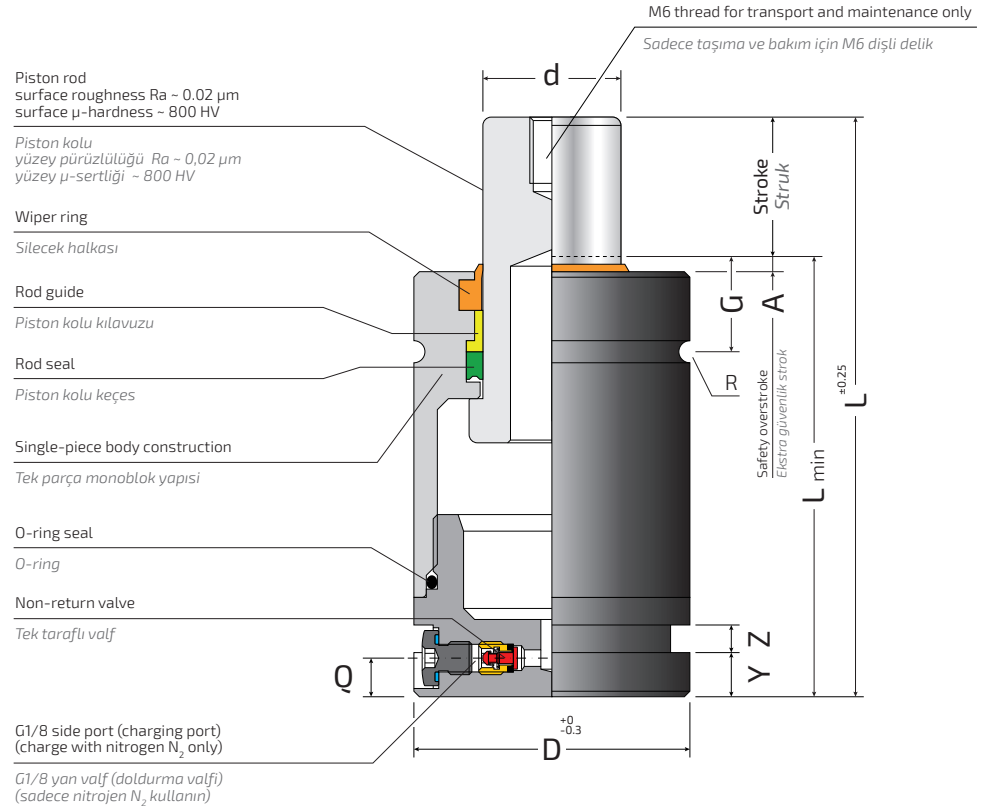 M6 thread for transport and maintenance only
Sadece taşıma ve bakım için M6 dişli delik
Piston rod
surface roughness Ra ~ 0.02 µm
surface µ-hardness ~ 800 HV
Piston kolu
yüzey pürüzlülüğü Ra ~ 0,02 µm
yüzey µ-sertliği ~ 800 HV
Wiper ring
Silecek halkası
Rod guide
Piston kolu kılavuzu
Rod seal
Piston kolu keçes
Single-piece body construction
Tek parça monoblok yapısi
O-ring seal
O-ring
Non-return valve
Tek taraflı valf
G1/8 side port (charging port)
(charge with nitrogen N₂ only)
G1/8 yan valf (doldurma valfi)
(sadece nitrojen N₂ kullanın)
d
Stroke
Struk
G
A
R
Safety overstroke
Ekstra güvenlik strok
L min
L ±0.25
Z
Y
Q
D +0 -0.3